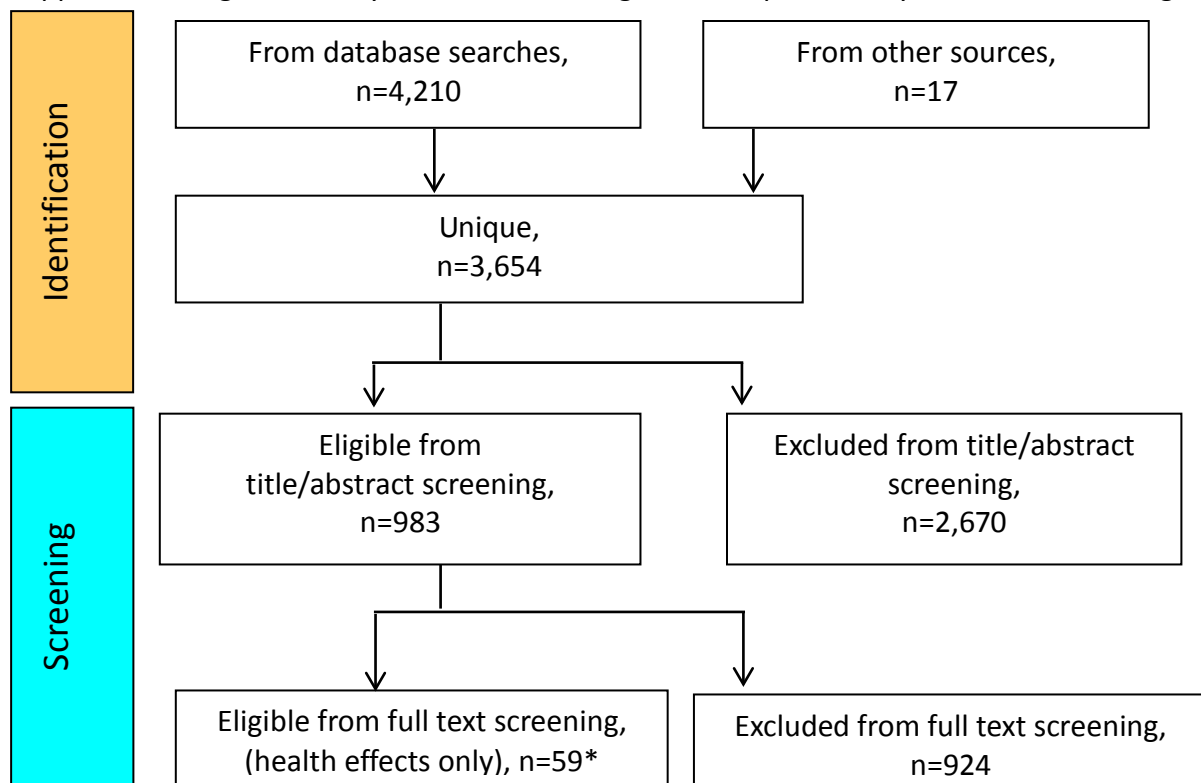 From database searches,
n=4,210
From other sources,
n=17
Identification
Unique,
n=3,654
Eligible from
title/abstract screening,
n=983
Excluded from title/abstract
screening,
n=2,670
Screening
Eligible from full text screening,
(health effects only), n=59*
Excluded from full text screening,
n=924